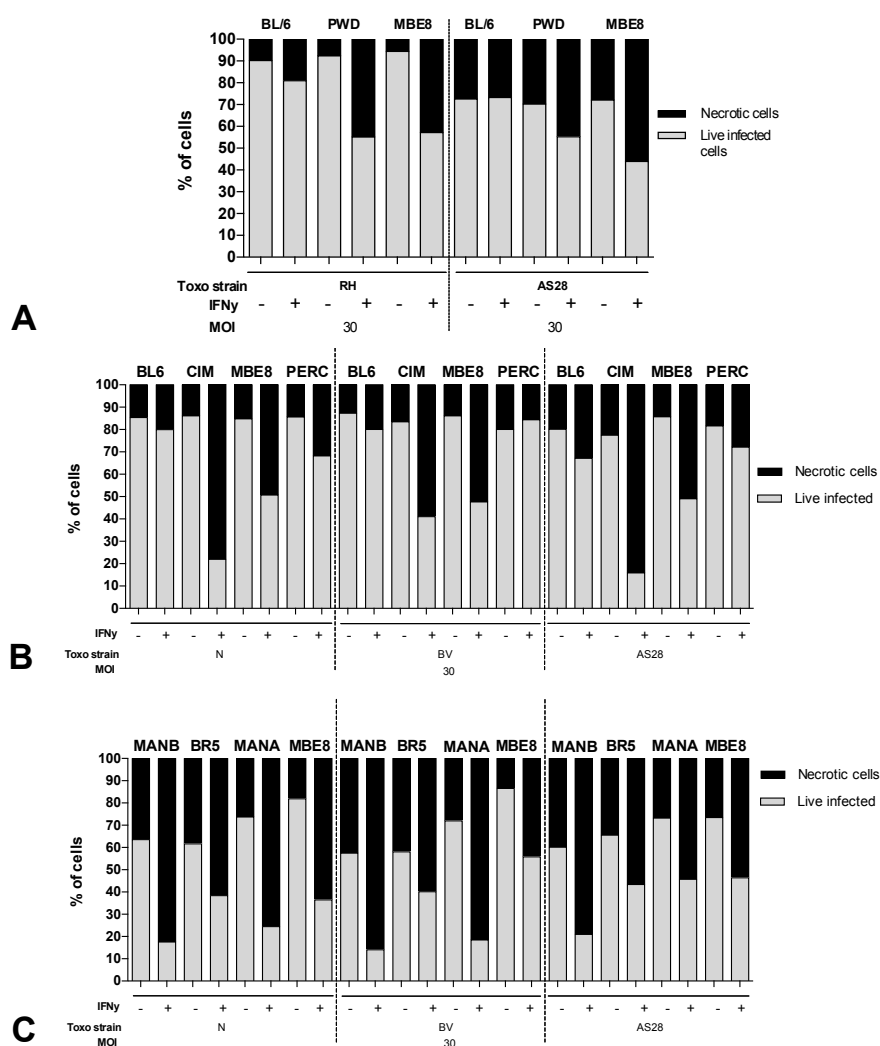 BL/6 PWD MBE8 BL/6 PWD MBE8
100
90
80
70
60
50
40
30
20
10
0
% of cells
Necrotic cells
Live infected
cells
Toxo strain RH AS28
IFNy - + - + - + - + - + - +
MOI 30 30
A
BL6 CIM MBE8 PERC BL6 CIM MBE8 PERC BL6 CIM MBE8 PERC
100
90
80
70
60
50
40
30
20
10
0
% of cells
Necrotic cells
Live infected
IFNy - + - + - + - + - + - + - + - + - + - + - + - +
Toxo strain N BV AS28
MOI 30
B
MANB BR5 MANA MBE8 MANB BR5 MANA MBE8 MANB BR5 MANA MBE8
100
90
80
70
60
50
40
30
20
10
0
% of cells
Necrotic cells
Live infected
IFNy - + - + - + - + - + - + - + - + - + - + - + - +
Toxo strain N BV AS28
MOI 30
C